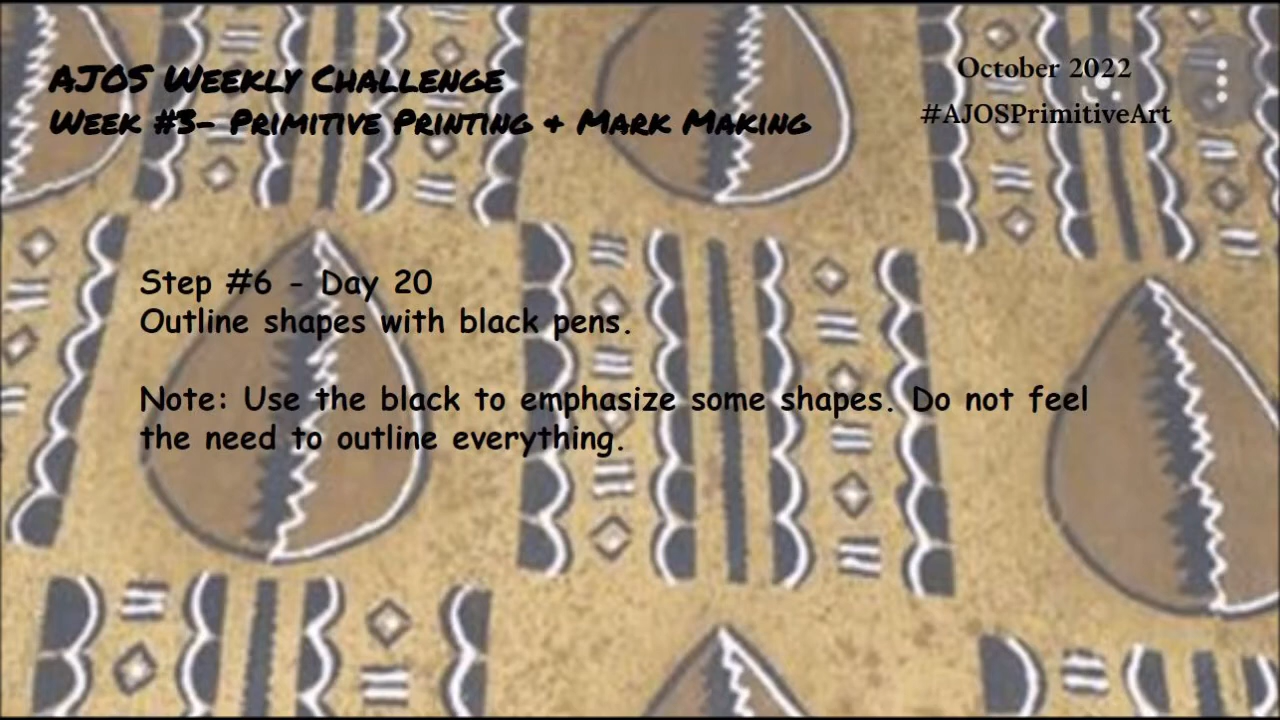 AJOS Weekly Challenge
Week #3- Primitive Printing + Mark Making
October 2022
#AJOSPrimitiveArt
Step #6 - Day 20
Outline shapes with black pens.
Note: Use the black to emphasize some shapes. Do not feel
the need to outline everything.